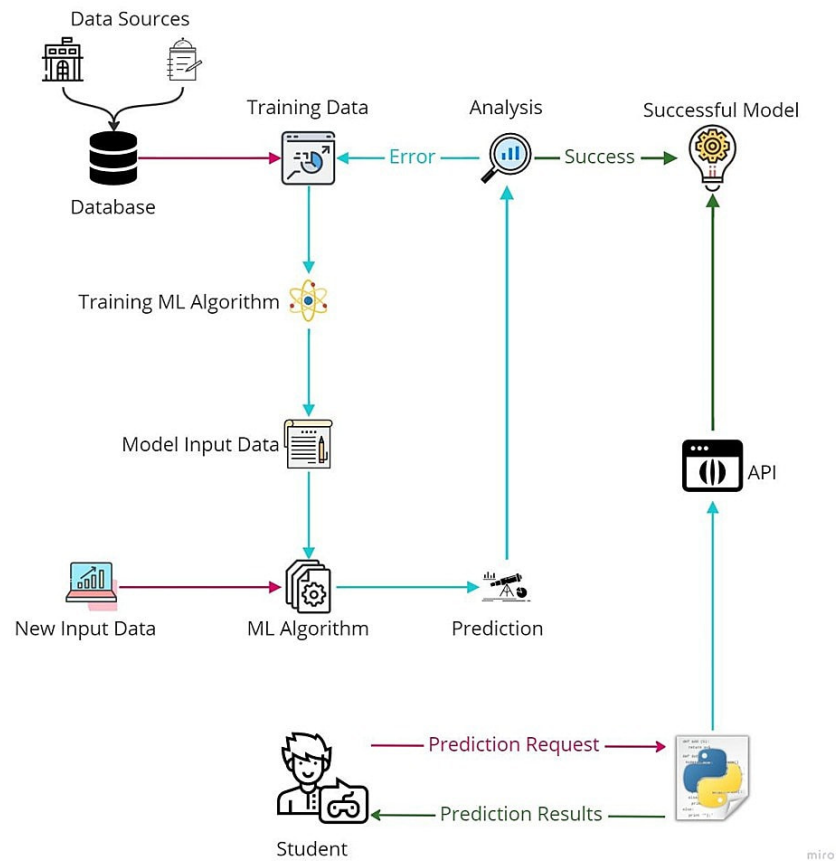 Data Sources
Training Data
Analysis
Successful Model
Error
Success
Database
Training ML Algorithm
Model Input Data
API
New Input Data
ML Algorithm
Prediction
Prediction Request
Prediction Results
Student
miro